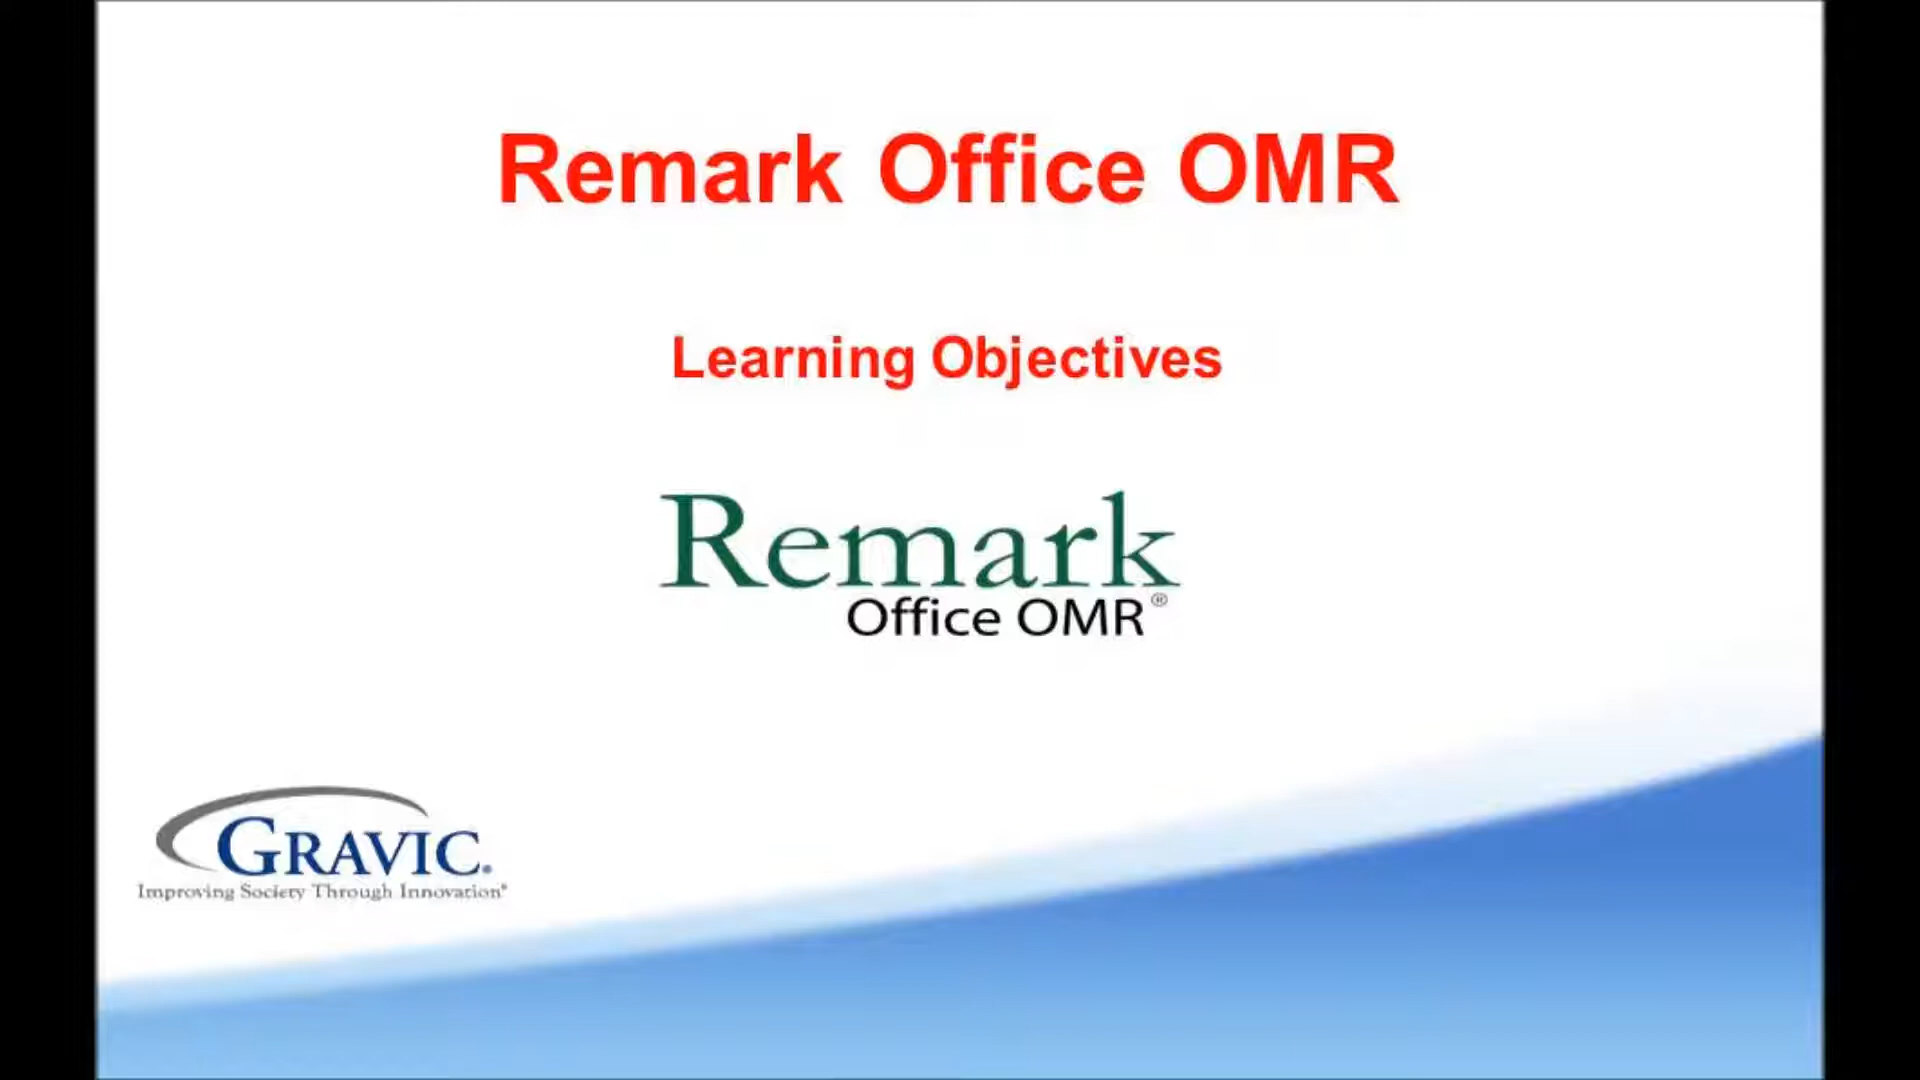 Remark Office OMR
Learning Objectives
Remark
Office OMR®
GRAVIC®
Improving Society Through Innovation®